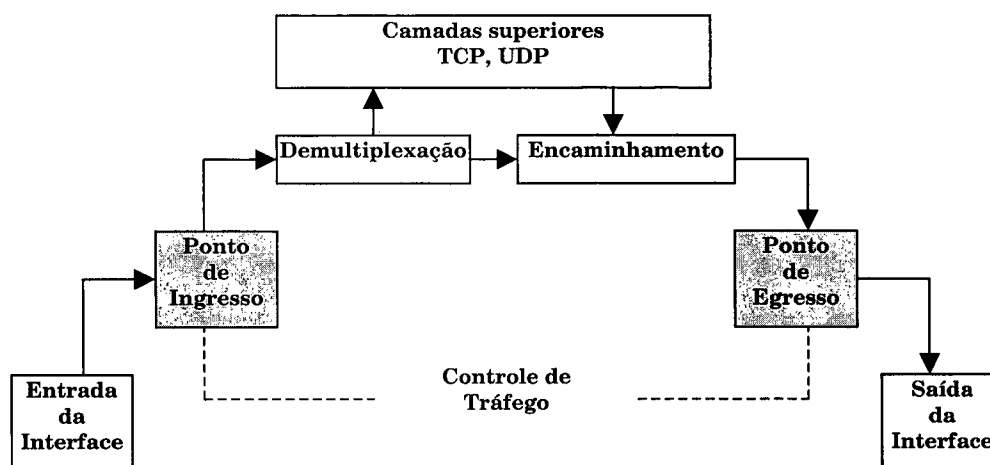 Camadas superiores
TCP, UDP
Demultiplexação
Encaminhamento
Ponto
de
Ingresso
Ponto
de
Egresso
Controle de
Tráfego
Entrada
da
Interface
Saída
da
Interface